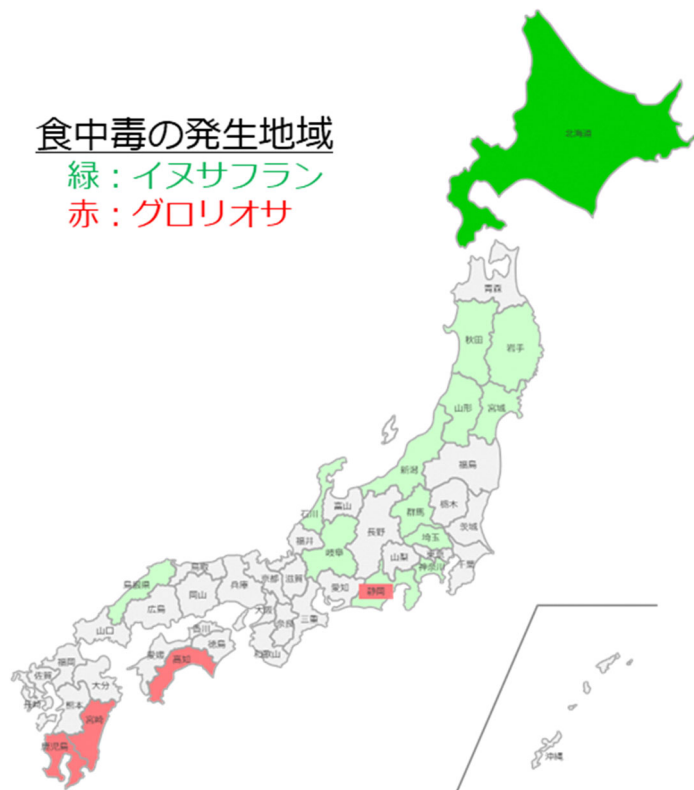 食中毒の発生地域
緑：イヌサフラン
赤：グロリオサ
北海道
青森
秋田
岩手
山形
宮城
新潟
福島
石川
富山
群馬
栃木
茨城
福井
長野
埼玉
岐阜
山梨
東京
神奈川
千葉
島根県
鳥取
兵庫
京都
滋賀
愛知
静岡
広島
岡山
大阪
奈良
三重
山口
香川
和歌山
徳島
愛媛
高知
福岡
佐賀
大分
長崎
熊本
宮崎
鹿児島
沖縄